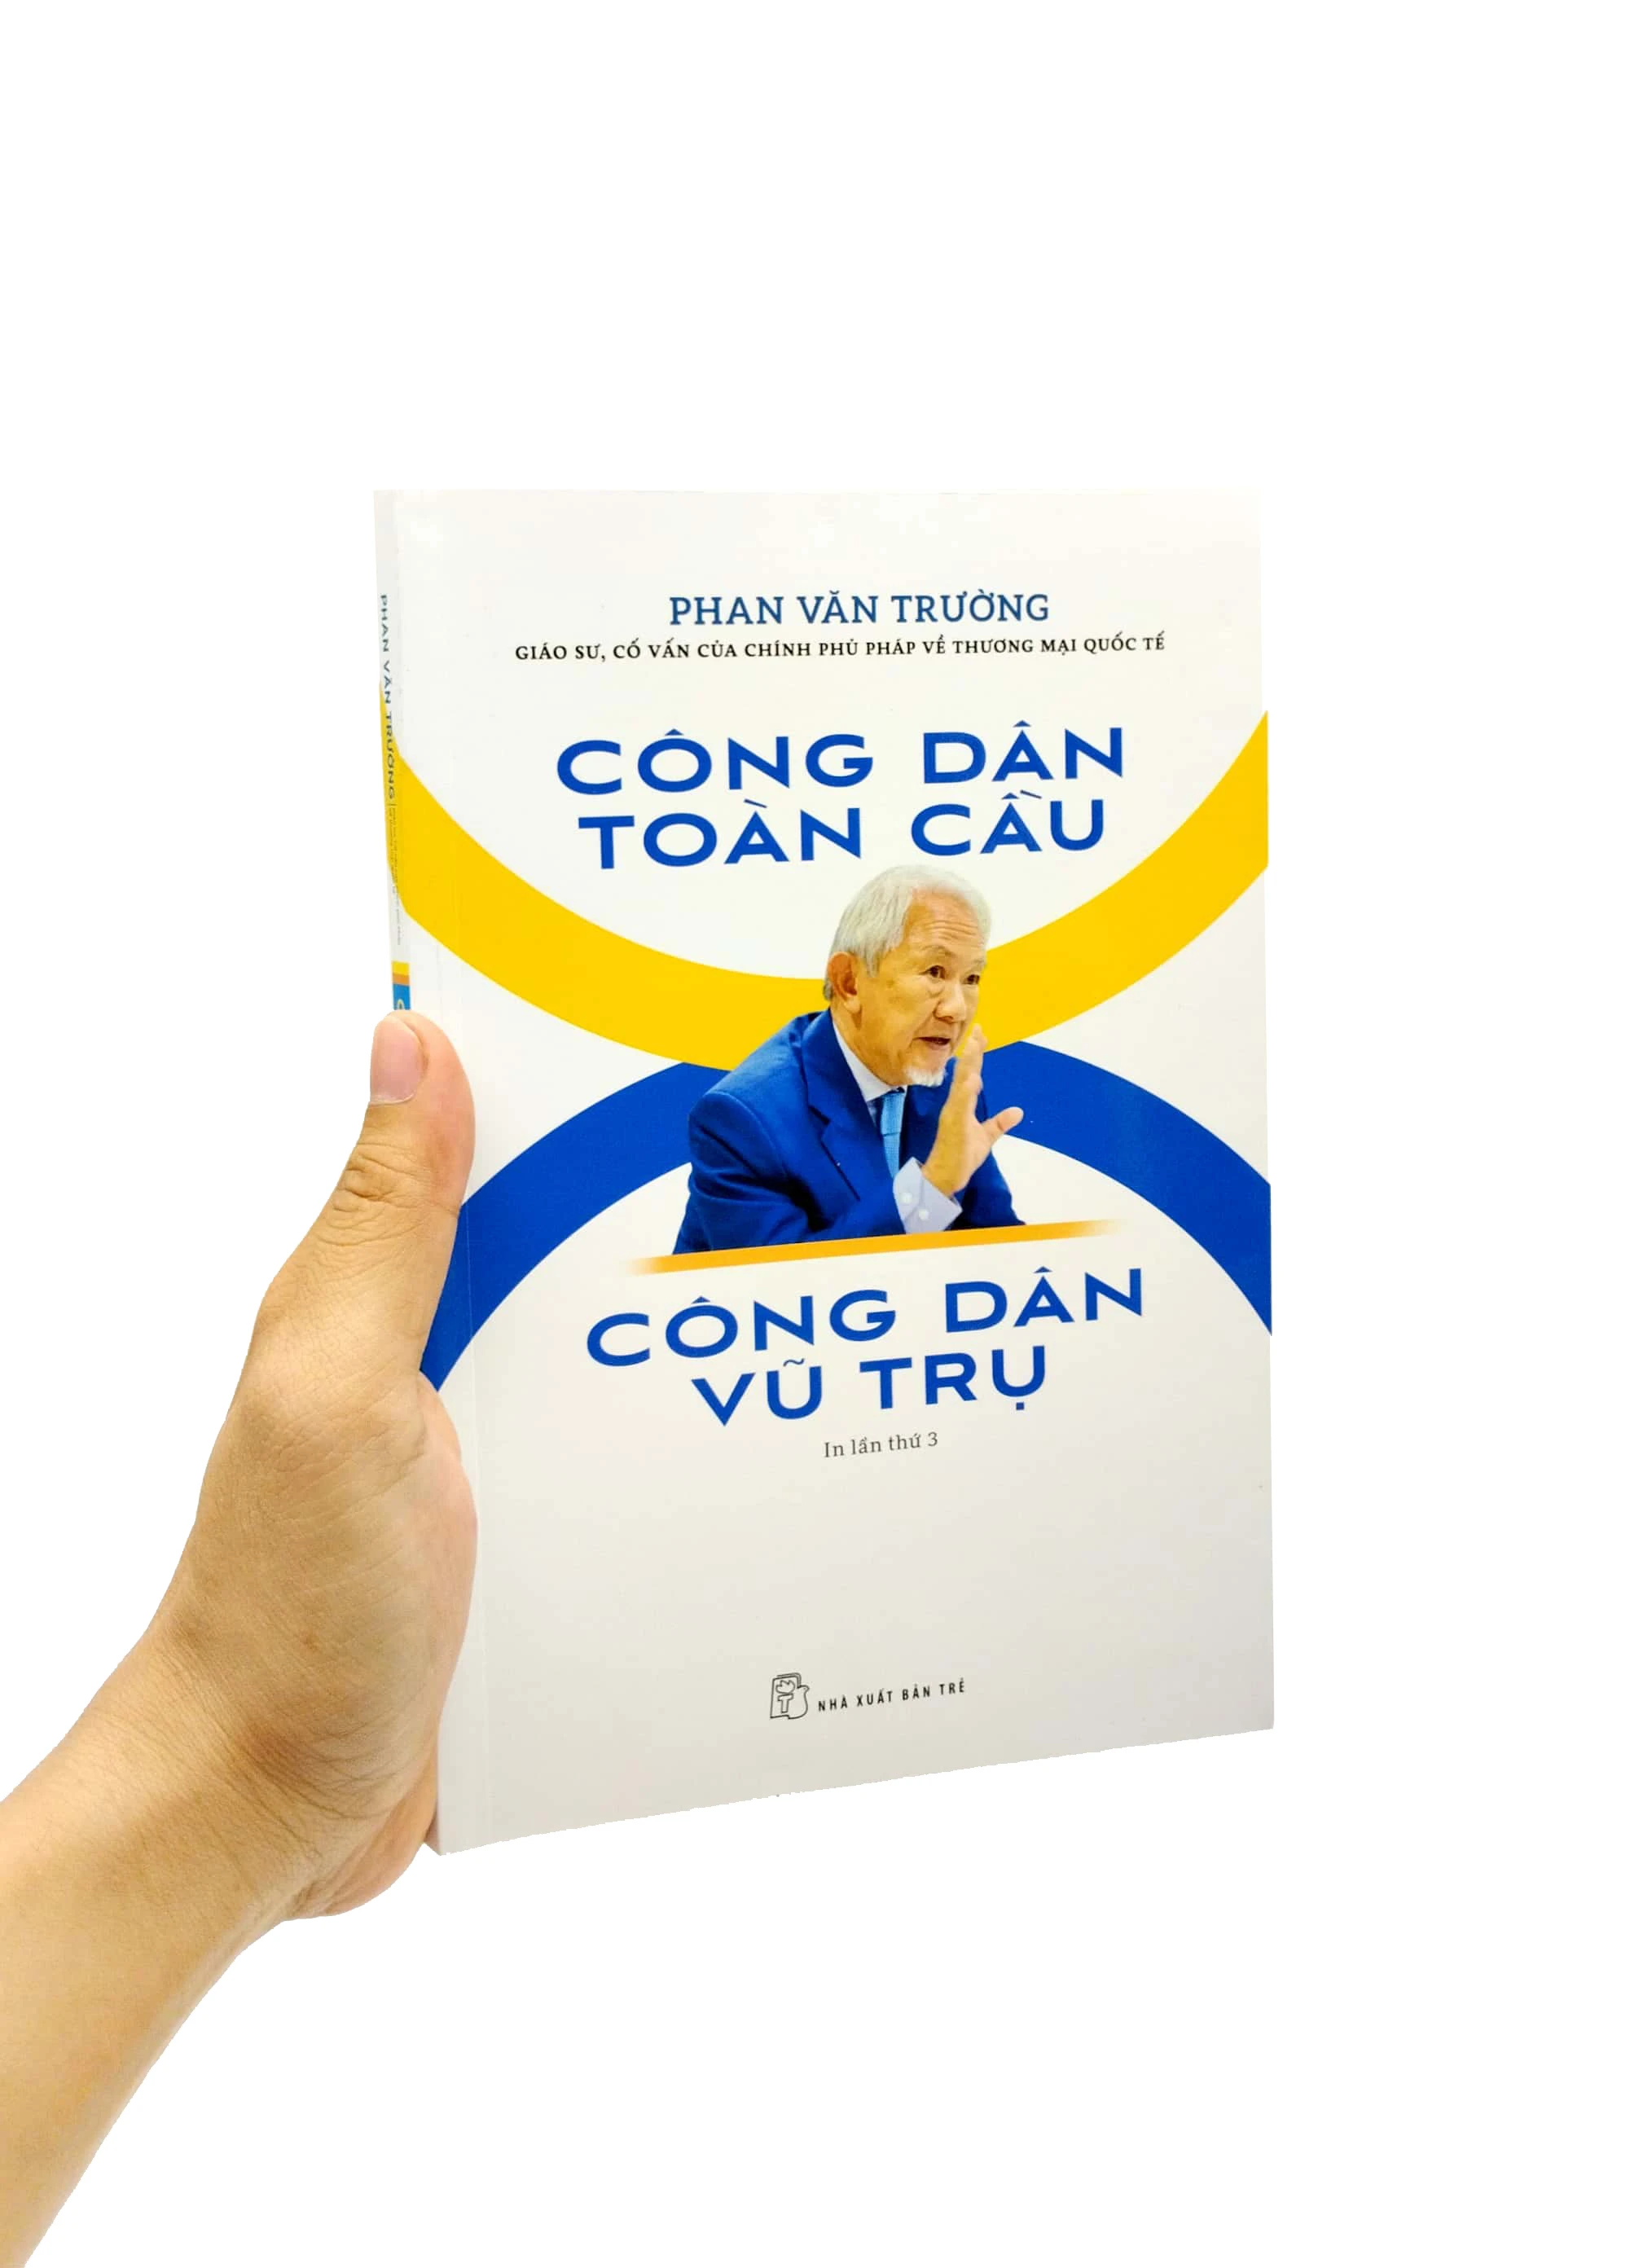 PHAN VĂN TRƯỜNG
GIÁO SƯ, CỐ VẤN CỦA CHÍNH PHỦ PHÁP VỀ THƯƠNG MẠI QUỐC TẾ
CÔNG DÂN
TOÀN CẦU
CÔNG DÂN
VŨ TRỤ
In lần thứ 3
NHÀ XUẤT BẢN TRẺ
PHAN VĂN TRƯỜNG